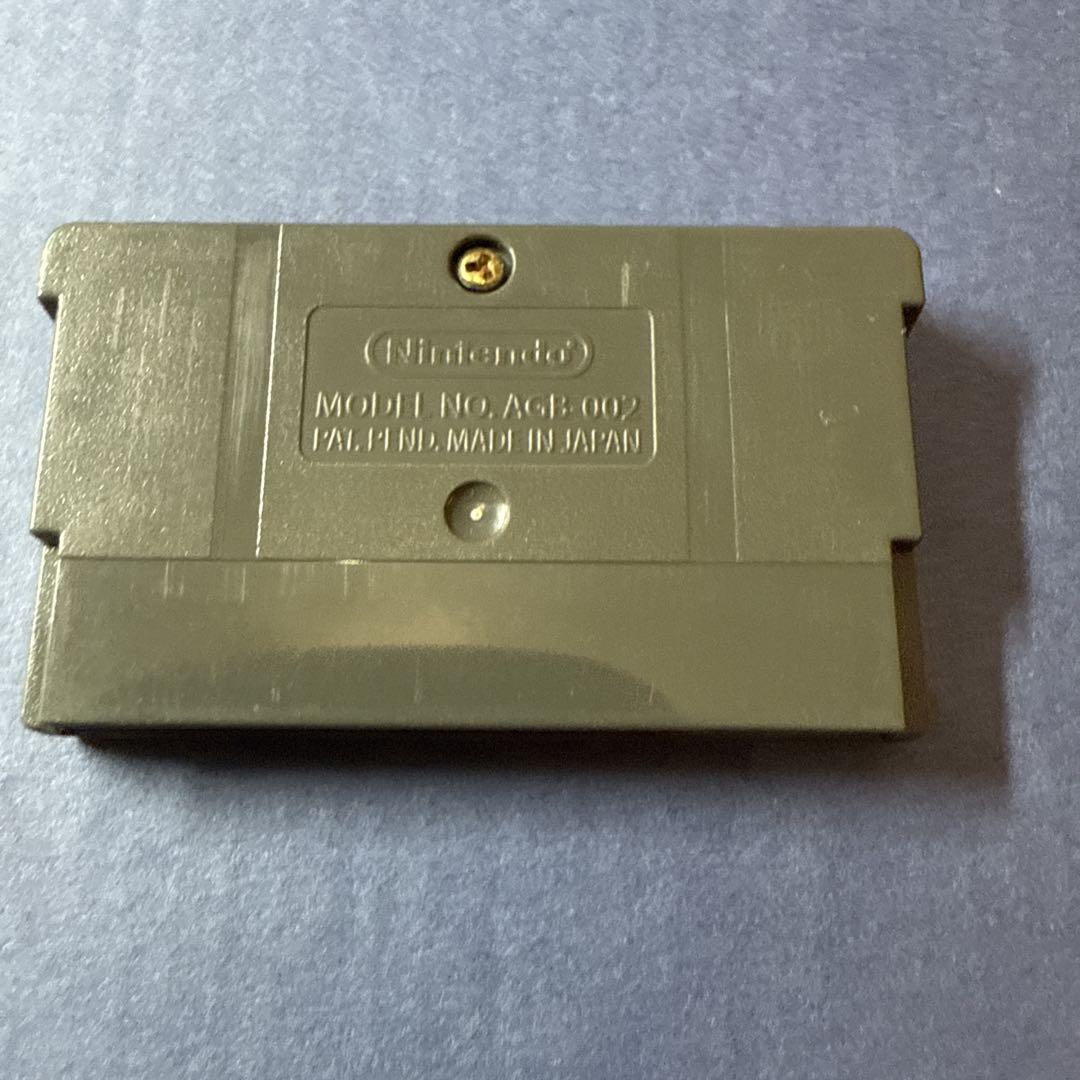 Nintendo®
MODEL NO. AGB-002
PAT. PEND. MADE IN JAPAN